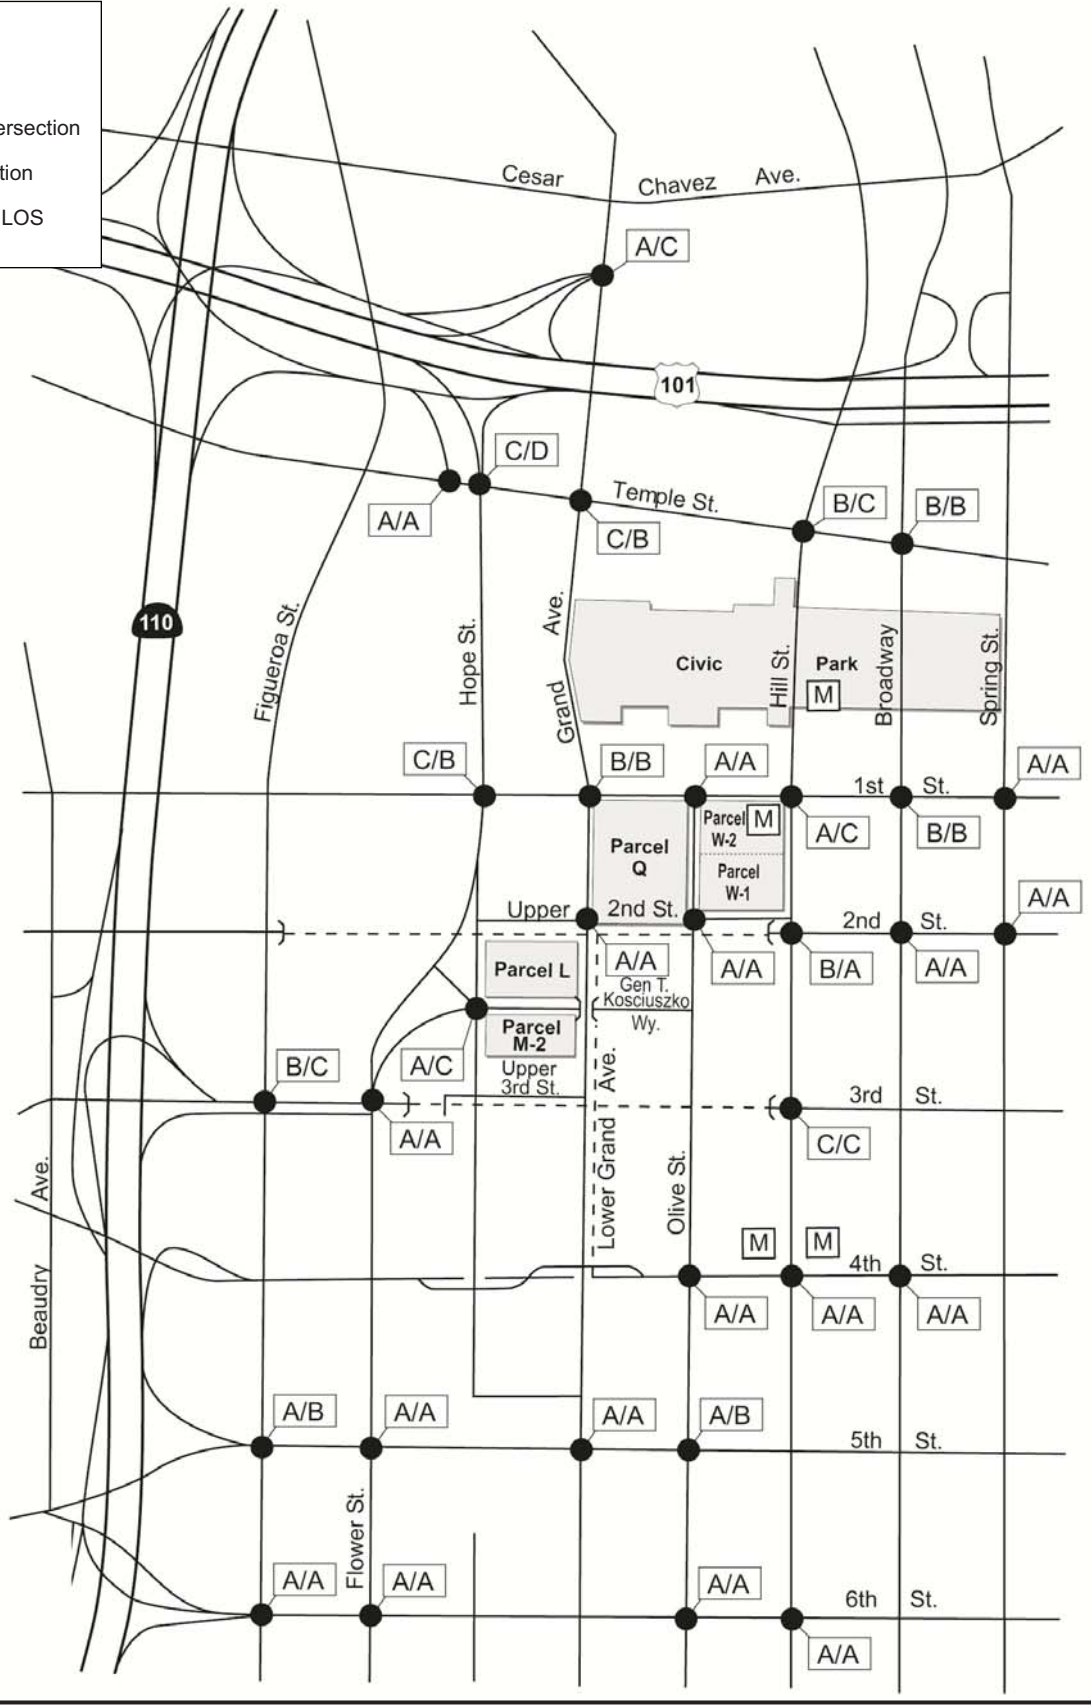 ersection
tion
LOS
Cesar Chavez Ave.
A/C
101
C/D
A/A
Temple St.
C/B
B/C
B/B
110
Figueroa St.
Hope St.
Grand Ave.
Civic Park
Hill St.
M
Broadway
Spring St.
C/B
B/B
A/A
A/A
1st St.
Parcel
W-2
M
A/C
B/B
Parcel
Q
Parcel
W-1
A/A
Upper 2nd St.
2nd St.
A/A
A/A
B/A
A/A
Parcel L
Gen T.
Kosciuszko
Wy.
Parcel
M-2
B/C
A/C
Upper
3rd St.
Lower Grand Ave.
3rd St.
A/A
C/C
Olive St.
Beaudry Ave.
M
M
4th St.
A/A
A/A
A/A
A/B
A/A
A/A
A/B
5th St.
Flower St.
A/A
A/A
A/A
6th St.
A/A